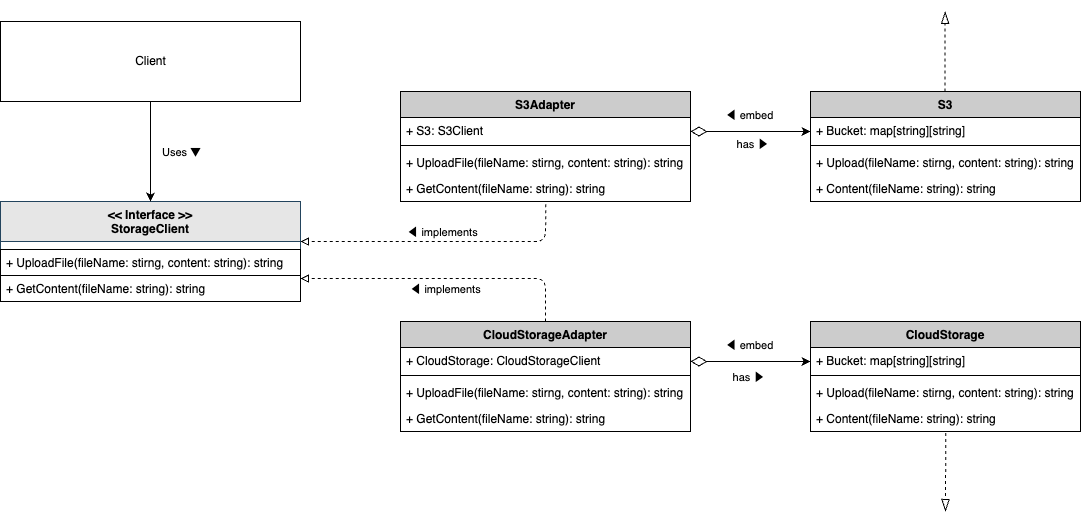 Client
Uses ▼
<< Interface >>
StorageClient
+ UploadFile(fileName: stirng, content: string): string
+ GetContent(fileName: string): string
S3Adapter
+ S3: S3Client
+ UploadFile(fileName: stirng, content: string): string
+ GetContent(fileName: string): string
◀ embed
has ▶
S3
+ Bucket: map[string][string]
+ Upload(fileName: stirng, content: string): string
+ Content(fileName: string): string
◀ implements
◀ implements
CloudStorageAdapter
+ CloudStorage: CloudStorageClient
+ UploadFile(fileName: stirng, content: string): string
+ GetContent(fileName: string): string
◀ embed
has ▶
CloudStorage
+ Bucket: map[string][string]
+ Upload(fileName: stirng, content: string): string
+ Content(fileName: string): string